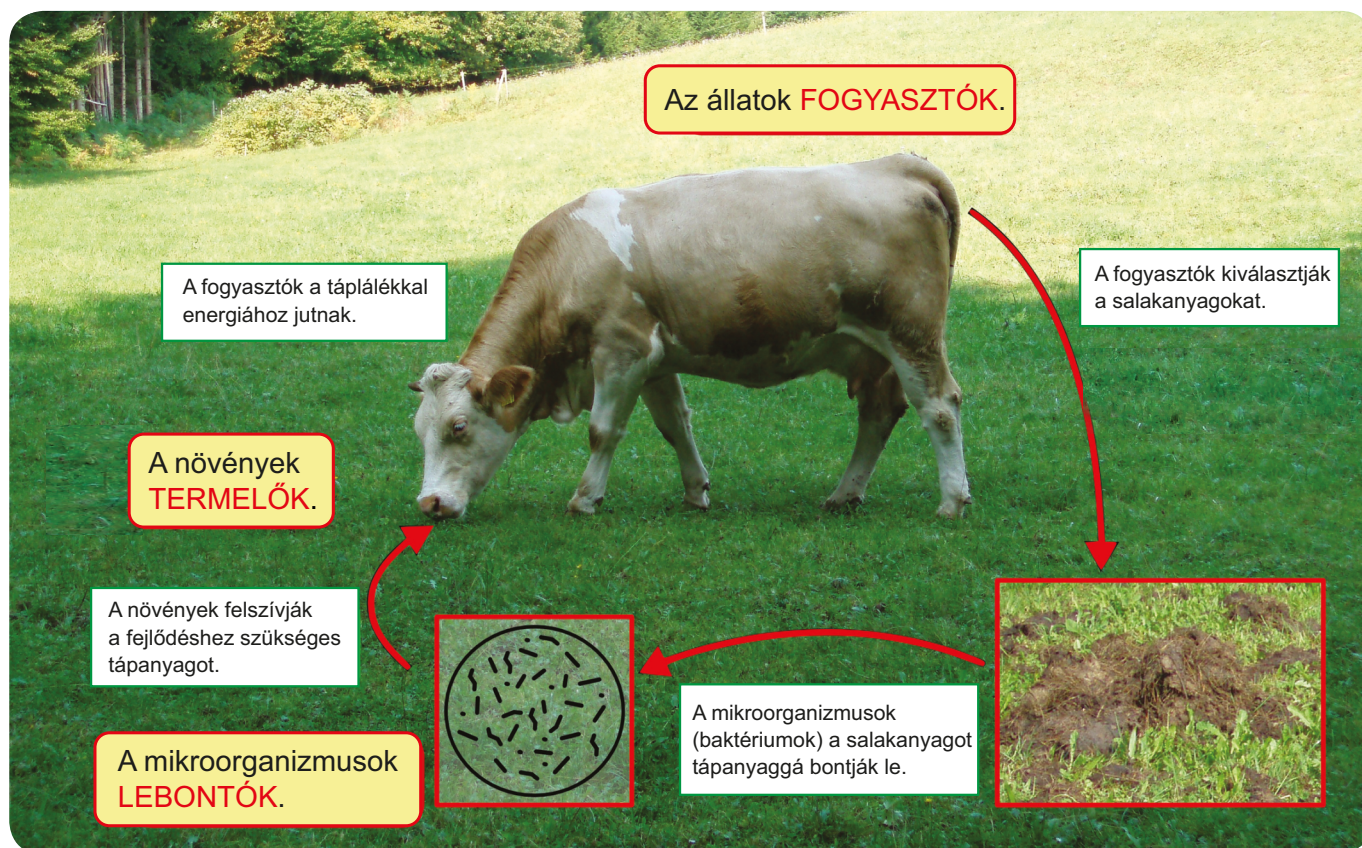 Az állatok FOGYASZTÓK.
A fogyasztók a táplálékkal
energiához jutnak.
A fogyasztók kiválasztják
a salakanyagokat.
A növények
TERMELŐK.
A növények felszívják
a fejlődéshez szükséges
tápanyagot.
A mikroorganizmusok
(baktériumok) a salakanyagot
tápanyaggá bontják le.
A mikroorganizmusok
LEBONTÓK.